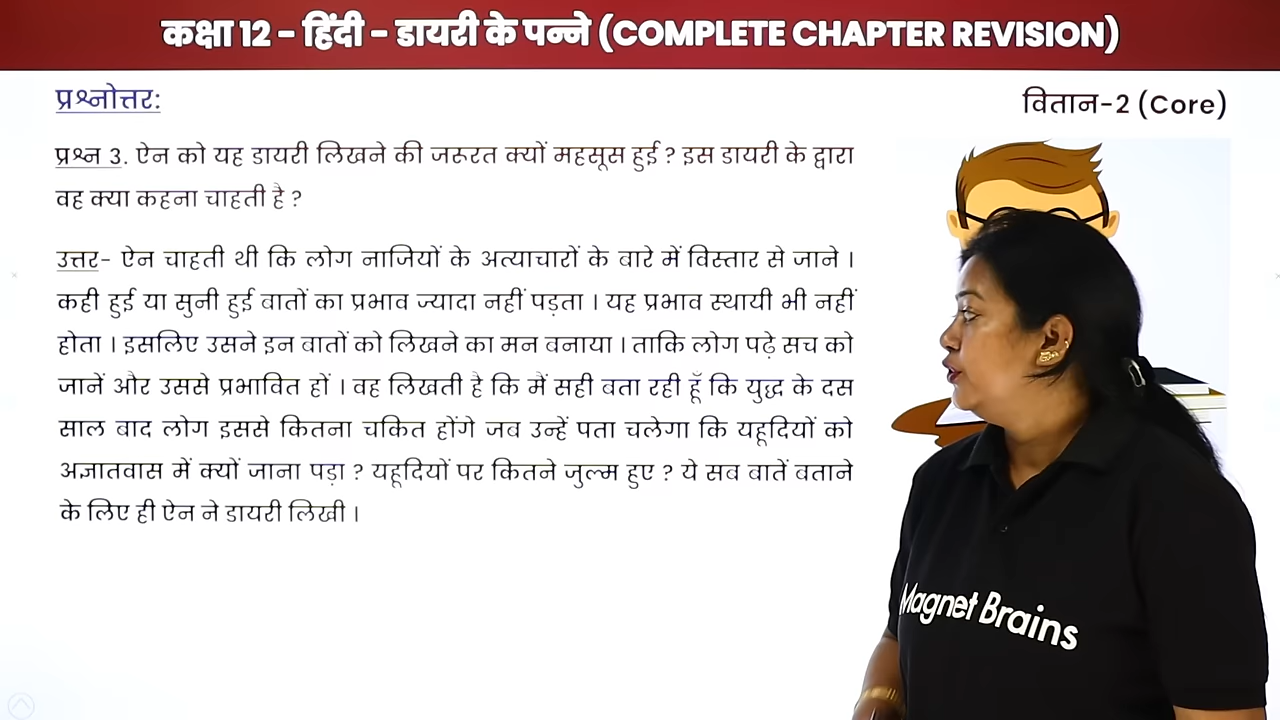 कक्षा 12 – हिंदी – डायरी के पन्ने (COMPLETE CHAPTER REVISION)
प्रश्नोत्तर:
वितान-2 (Core)
प्रश्न 3. ऐन को यह डायरी लिखने की जरूरत क्यों महसूस हुई ? इस डायरी के द्वारा
वह क्या कहना चाहती है ?
उत्तर- ऐन चाहती थी कि लोग नाजियों के अत्याचारों के बारे में विस्तार से जाने ।
कही हुई या सुनी हुई बातों का प्रभाव ज्यादा नहीं पड़ता । यह प्रभाव स्थायी भी नहीं
होता । इसलिए उसने इन बातों को लिखने का मन बनाया । ताकि लोग पढ़े सच को
जानें और उससे प्रभावित हों । वह लिखती है कि मैं सही बता रही हूँ कि युद्ध के दस
साल बाद लोग इससे कितना चकित होंगे जब उन्हें पता चलेगा कि यहूदियों को
अज्ञातवास में क्यों जाना पड़ा ? यहूदियों पर कितने जुल्म हुए ? ये सब बातें बताने
के लिए ही ऐन ने डायरी लिखी ।
Magnet Brains